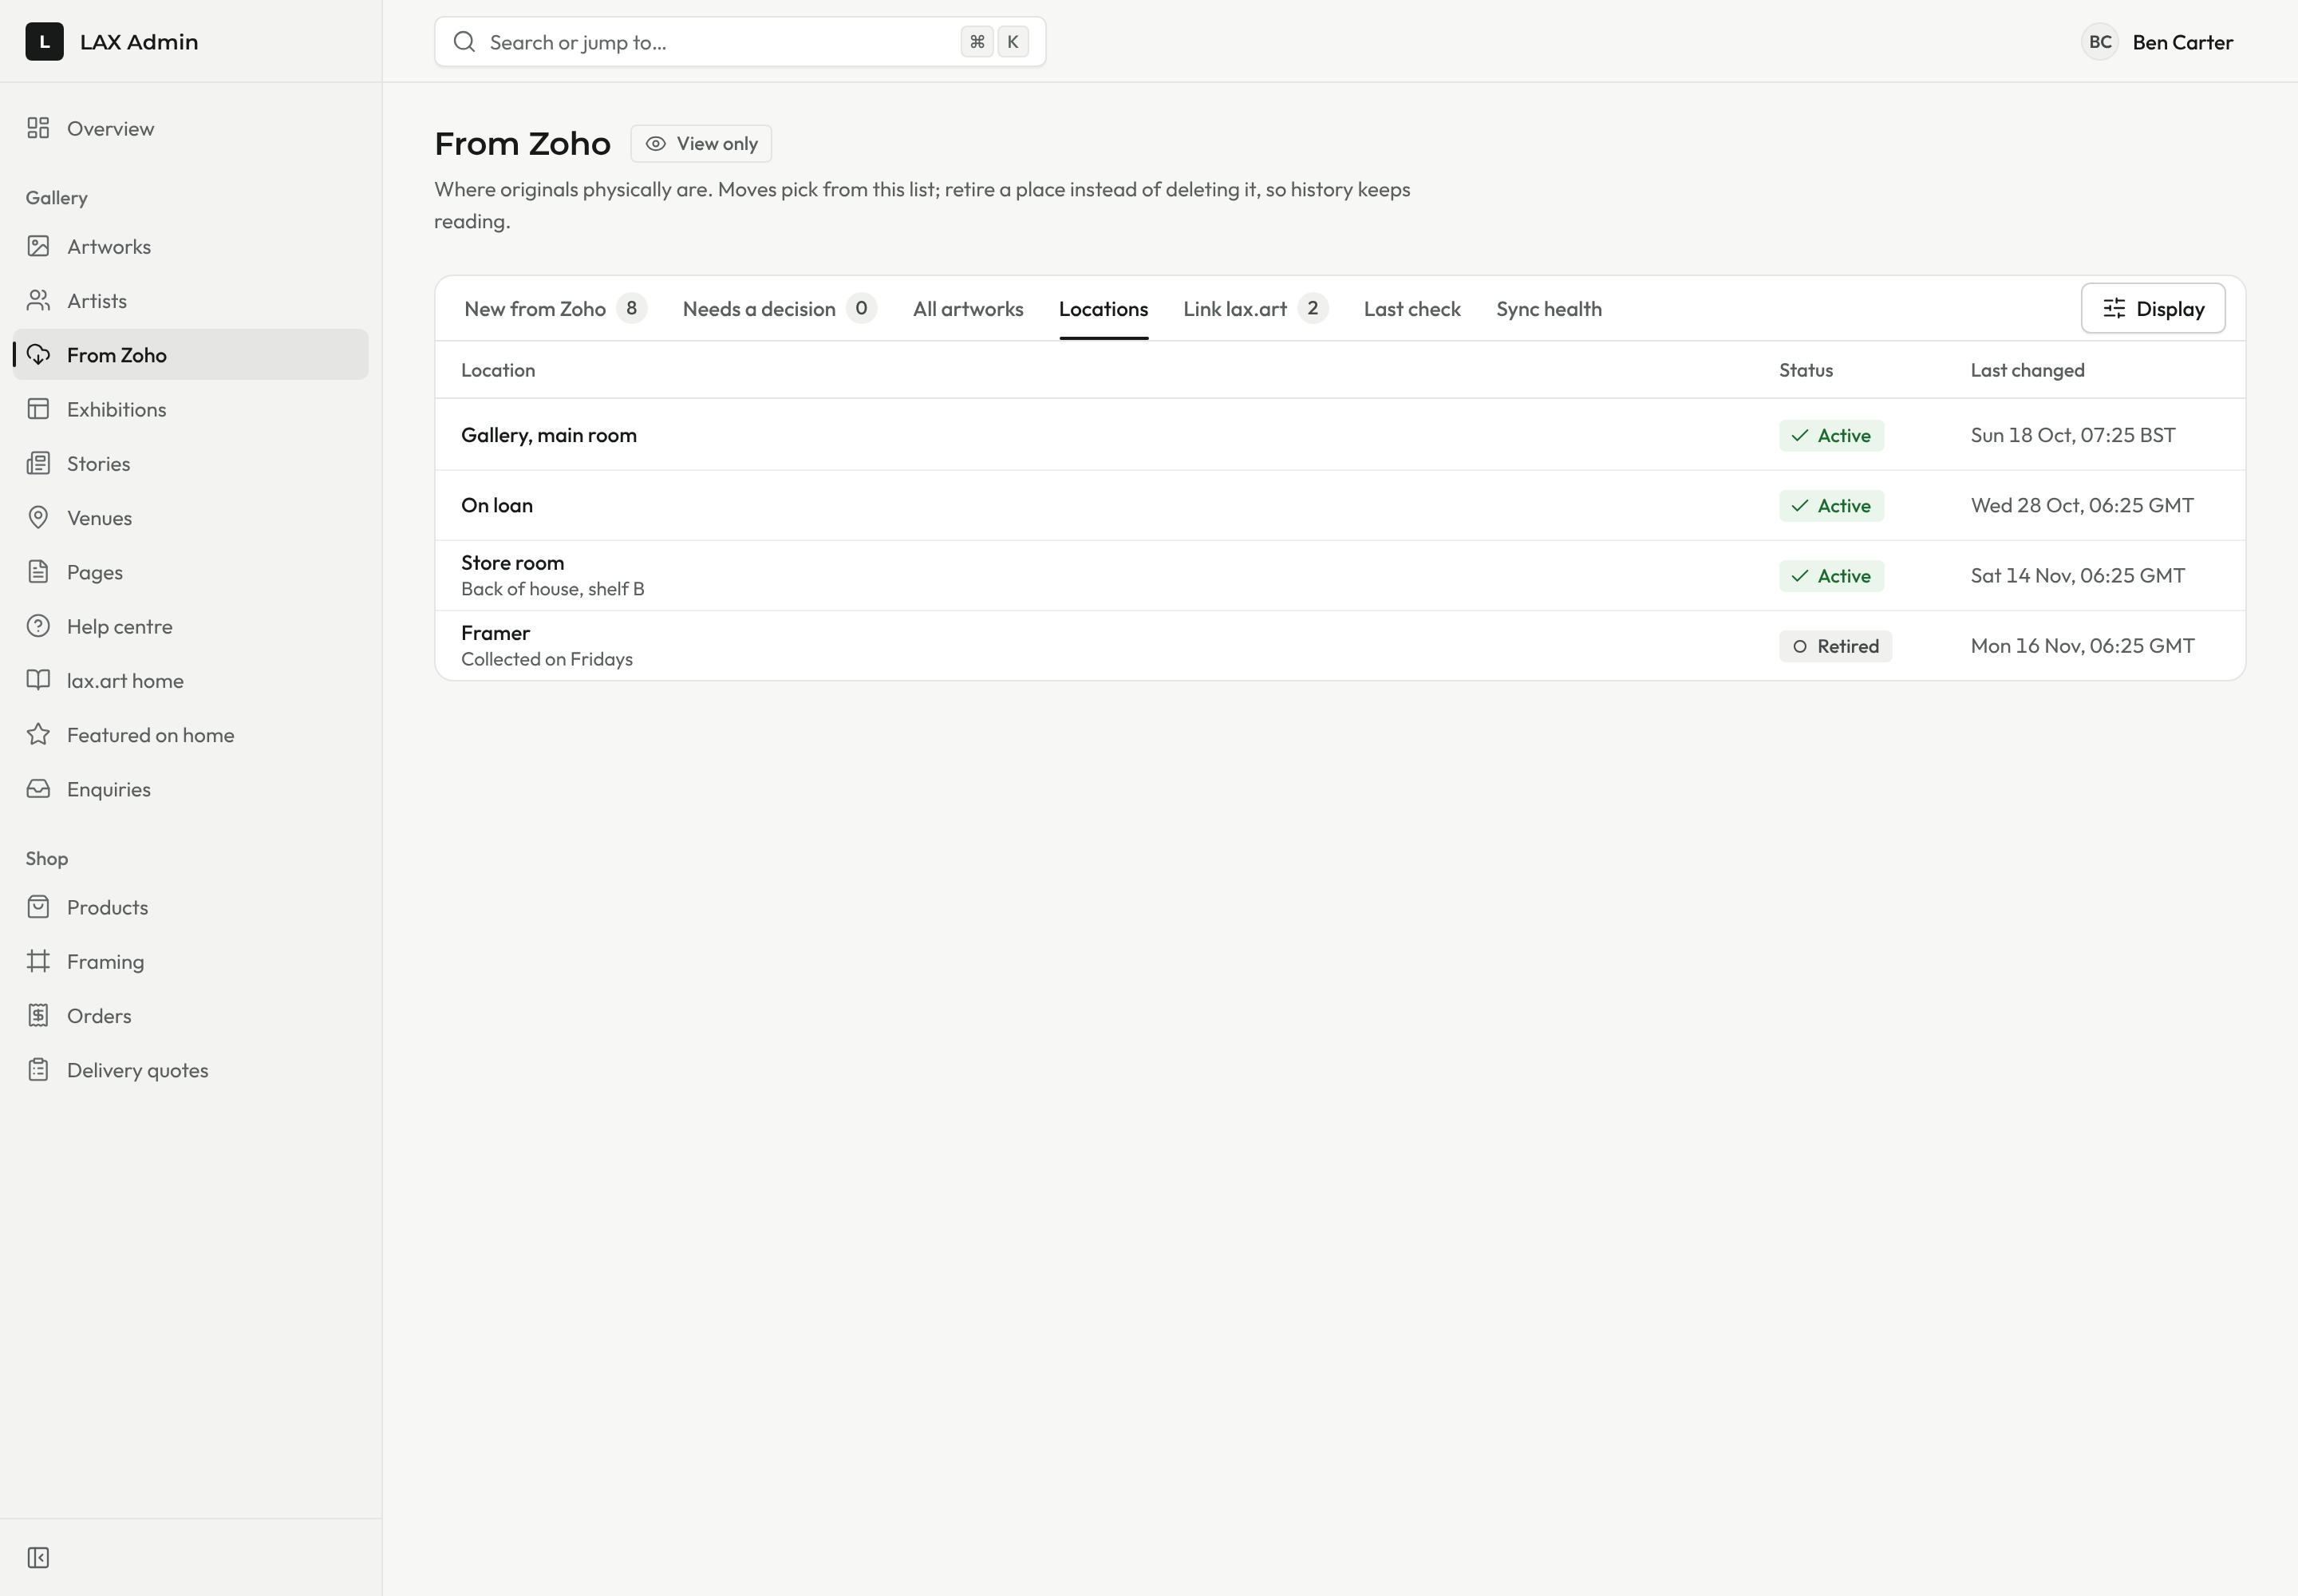 L LAX Admin
Search or jump to...
⌘ K
BC Ben Carter
Overview
Gallery
Artworks
Artists
From Zoho
Exhibitions
Stories
Venues
Pages
Help centre
lax.art home
Featured on home
Enquiries
Shop
Products
Framing
Orders
Delivery quotes
From Zoho
View only
Where originals physically are. Moves pick from this list; retire a place instead of deleting it, so history keeps
reading.
New from Zoho 8 Needs a decision 0 All artworks Locations Link lax.art 2 Last check Sync health Display
Location Status Last changed
Gallery, main room Active Sun 18 Oct, 07:25 BST
On loan Active Wed 28 Oct, 06:25 GMT
Store room
Back of house, shelf B
Active Sat 14 Nov, 06:25 GMT
Framer
Collected on Fridays
Retired Mon 16 Nov, 06:25 GMT